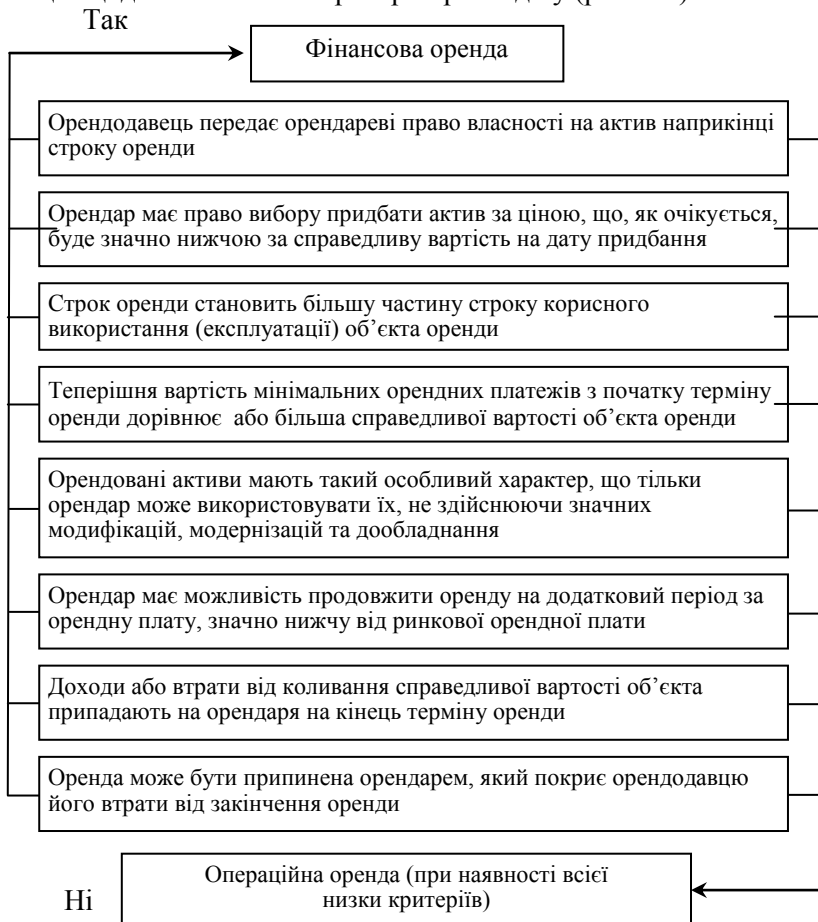 Так
Фінансова оренда
Орендодавець передає орендареві право власності на актив наприкінці
строку оренди
Орендар має право вибору придбати актив за ціною, що, як очікується,
буде значно нижчою за справедливу вартість на дату придбання
Строк оренди становить більшу частину строку корисного
використання (експлуатації) об’єкта оренди
Теперішня вартість мінімальних орендних платежів з початку терміну
оренди дорівнює або більша справедливої вартості об’єкта оренди
Орендовані активи мають такий особливий характер, що тільки
орендар може використовувати їх, не здійснюючи значних
модифікацій, модернізацій та дообладнання
Орендар має можливість продовжити оренду на додатковий період за
орендну плату, значно нижчу від ринкової орендної плати
Доходи або втрати від коливання справедливої вартості об’єкта
припадають на орендаря на кінець терміну оренди
Оренда може бути припинена орендарем, який покриє орендодавцю
його втрати від закінчення оренди
Операційна оренда (при наявності всієї
низки критеріїв)
Ні